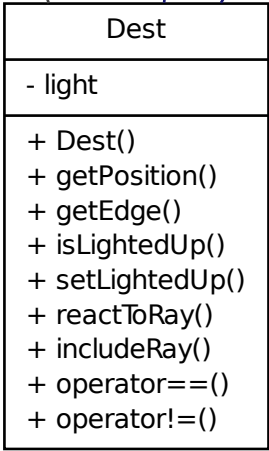 Dest
- light
+ Dest()
+ getPosition()
+ getEdge()
+ isLightedUp()
+ setLightedUp()
+ reactToRay()
+ includeRay()
+ operator==()
+ operator!=()